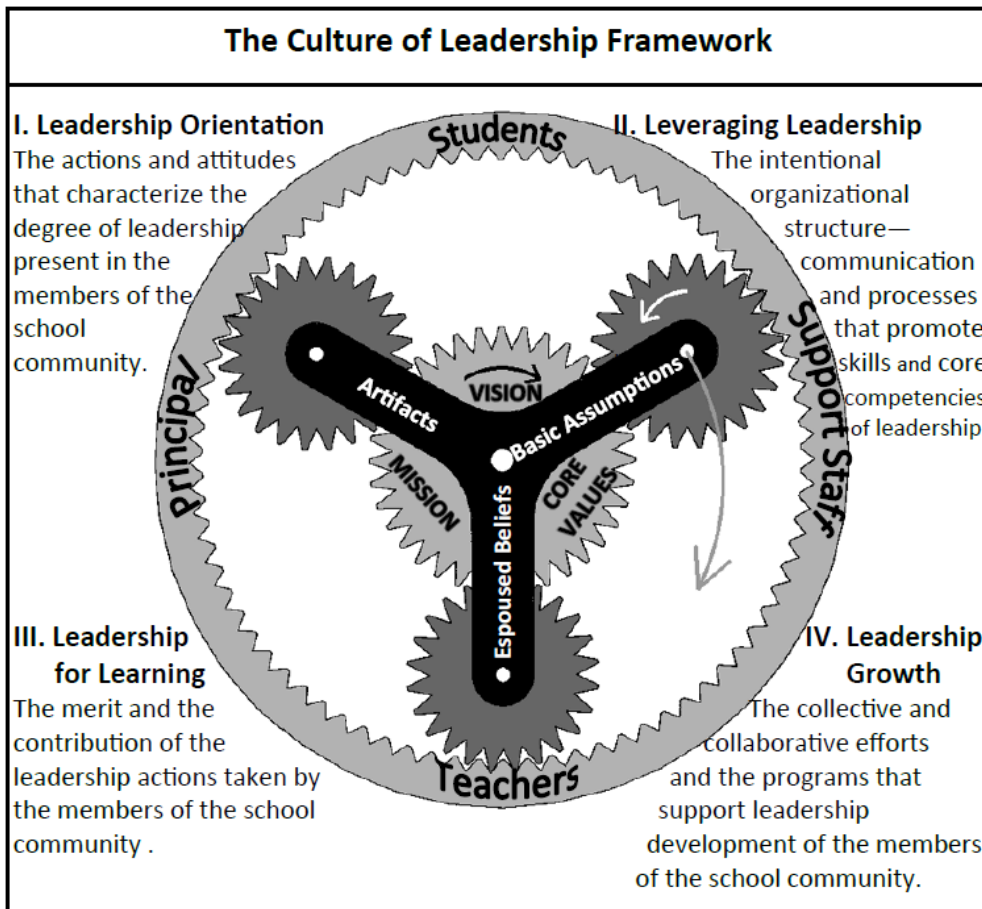 The Culture of Leadership Framework
I. Leadership Orientation
The actions and attitudes
that characterize the
degree of leadership
present in the
members of the
school
community.
II. Leveraging Leadership
The intentional
organizational
structure—
communication
and processes
that promote
skills and core
competencies
of leadership
Students
Principal
Support Staff
Teachers
Artifacts
VISION
Basic Assumptions
MISSION
CORE
VALUES
Espoused Beliefs
III. Leadership
for Learning
The merit and the
contribution of the
leadership actions taken by
the members of the school
community .
IV. Leadership
Growth
The collective and
collaborative efforts
and the programs that
support leadership
development of the members
of the school community.